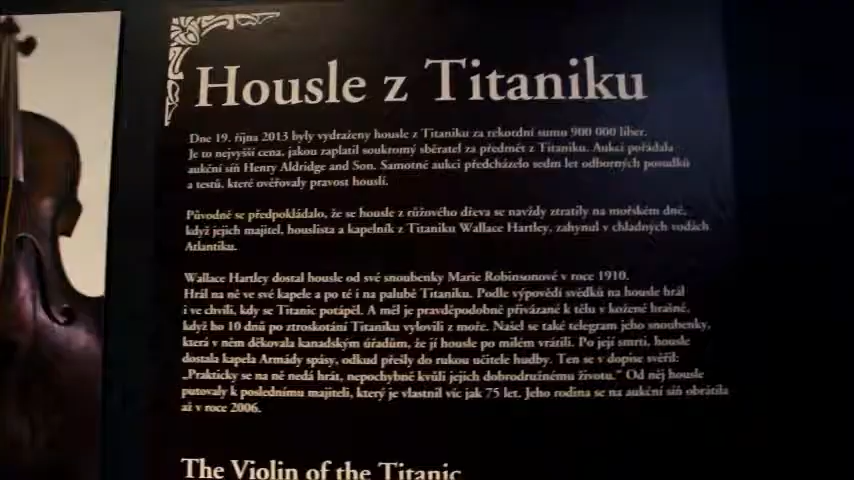 Housle z Titaniku
Dne 19. října 2013 byly vydraženy housle z Titaniku za rekordní sumu 900 000 liber.
Je to nejvyšší cena, jakou zaplatil soukromý sběratel za předmět z Titaniku. Aukci pořádala
aukční síň Henry Aldridge and Son. Samotné aukci předcházelo sedm let odborných posudků
a testů, které ověřovaly pravost houslí.
Původně se předpokládalo, že se housle z růžového dřeva se navždy ztratily na mořském dně,
když jejich majitel, houslista a kapelník z Titaniku Wallace Hartley, zahynul v chladných vodách
Atlantiku.
Wallace Hartley dostal housle od své snoubenky Marie Robinsonové v roce 1910.
Hrál na ně ve své kapele a po té i na palubě Titaniku. Podle výpovědí svědků na housle hrál
i ve chvíli, kdy se Titanic potápěl. A měl je pravděpodobně přivázané k tělu v kožené brašně,
když ho 10 dnů po ztroskotání Titaniku vylovili z moře. Našel se také telegram jeho snoubenky,
která v něm děkovala kanadským úřadům, že jí housle po milém vrátili. Po její smrti, housle
dostala kapela Armády spásy, odkud přešly do rukou učitele hudby. Ten se v dopise svěřil:
„Prakticky se na ně nedá hrát, nepochybně kvůli jejich dobrodružnému životu." Od něj housle
putovaly k poslednímu majiteli, který je vlastnil víc jak 75 let. Jeho rodina se na aukční síň obrátila
až v roce 2006.
The Violin of the Titanic